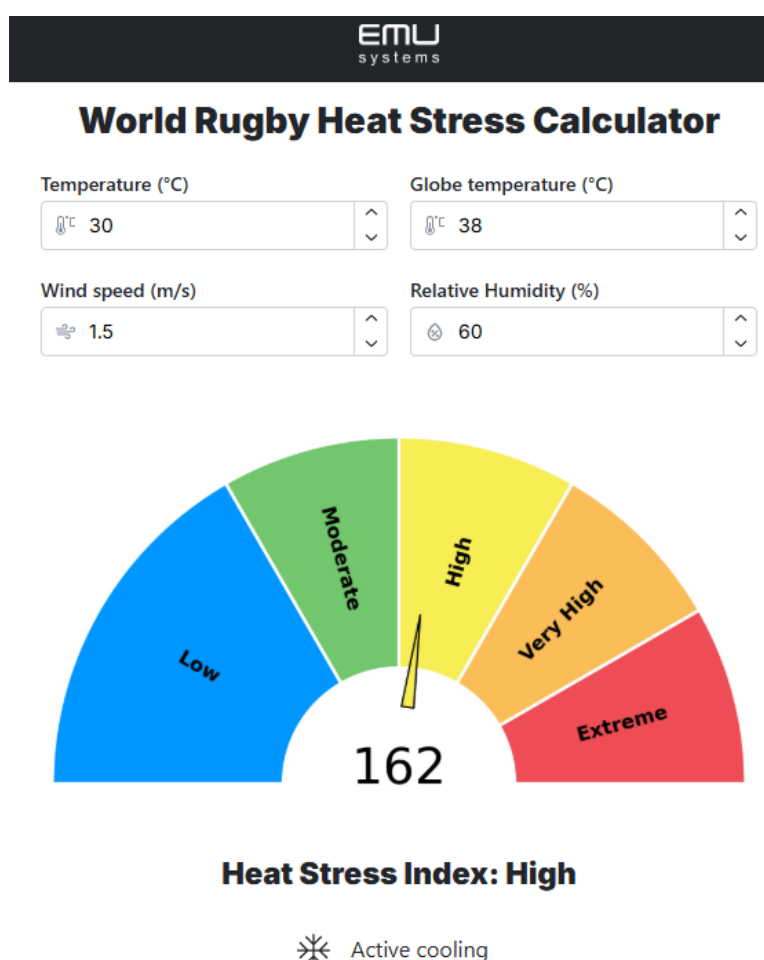 EMU
systems
World Rugby Heat Stress Calculator
Temperature (°C)
Globe temperature (°C)
°C 30
°C 38
Wind speed (m/s)
Relative Humidity (%)
1.5
% 60
Low
Moderate
High
Very High
Extreme
162
Heat Stress Index: High
Active cooling